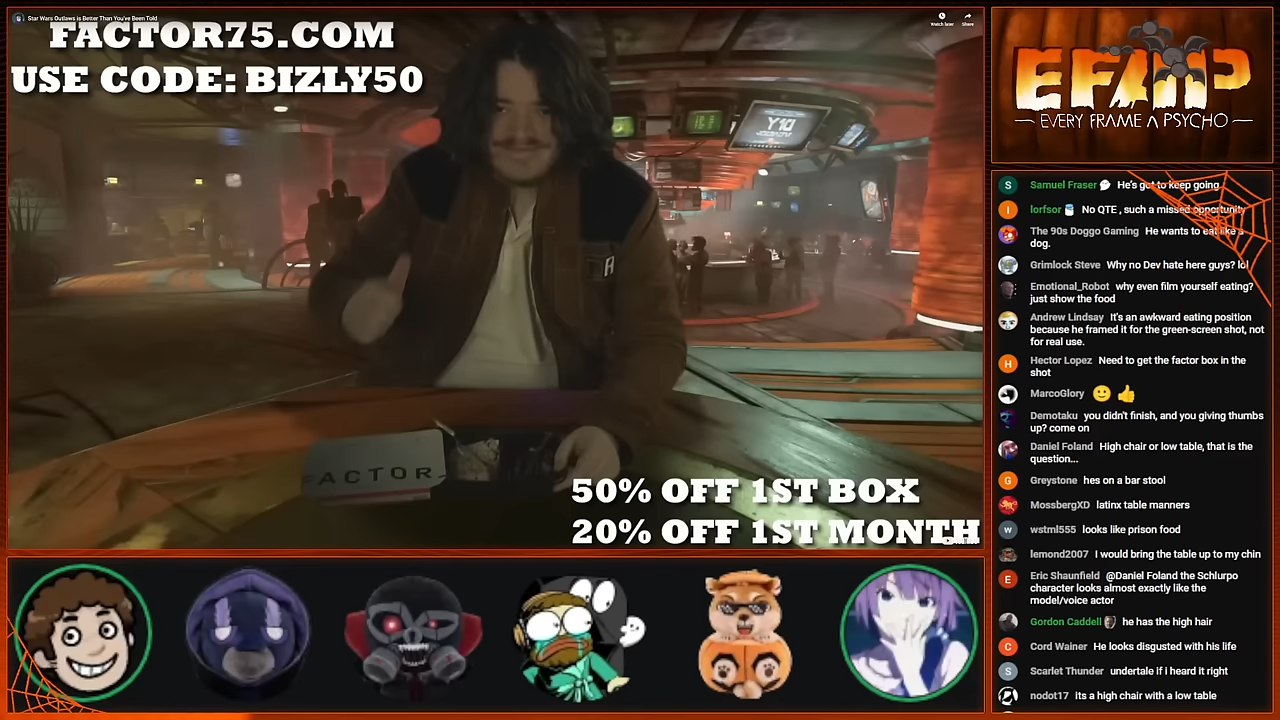 Star Wars Outlaws is Better Than You've Been Told
Watch later
Share
FACTOR75.COM
USE CODE: BIZLY50
Y10
FACTOR
50% OFF 1ST BOX
20% OFF 1ST MONTH
EFAP
EVERY FRAME A PSYCHO
Samuel Fraser He's got to keep going.
lorfsor No QTE , such a missed opportunity
The 90s Doggo Gaming He wants to eat like a
dog.
Grimlock Steve Why no Dev hate here guys? lol
Emotional_Robot why even film yourself eating?
just show the food
Andrew Lindsay It's an awkward eating position
because he framed it for the green-screen shot, not
for real use.
Hector Lopez Need to get the factor box in the
shot
MarcoGlory 🙂 👍
Demotaku you didn't finish, and you giving thumbs
up? come on
Daniel Foland High chair or low table, that is the
question...
Greystone hes on a bar stool
MossbergXD latinx table manners
wstml555 looks like prison food
lemond2007 I would bring the table up to my chin
Eric Shaunfield @Daniel Foland the Schlurpo
character looks almost exactly like the
model/voice actor
Gordon Caddell he has the high hair
Cord Wainer He looks disgusted with his life
Scarlet Thunder undertale if i heard it right
nodot17 its a high chair with a low table